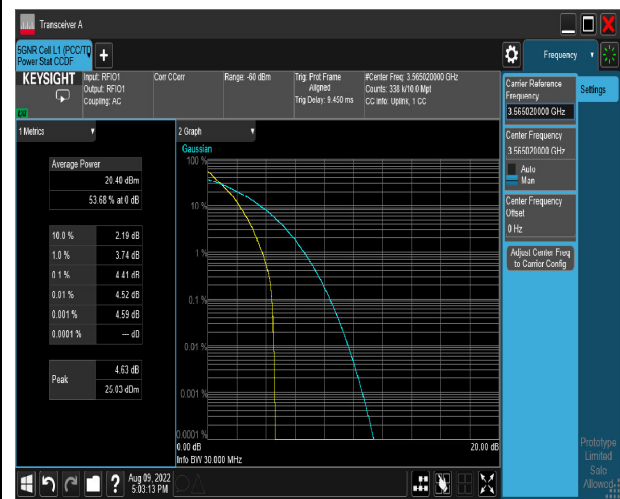 Transceiver A
5GNR Cell L1 (PCC/TD
Power Stat CCDF
Frequency
KEYSIGHT
Input: RFIO1
Output: RFIO1
Coupling: AC
Corr CCorr
Range: -60 dBm
Trig: Prot Frame
Aligned
Trig Delay: 9.450 ms
#Center Freq: 3.565020000 GHz
Counts: 338 k/10.0 Mpt
CC Info: Uplink, 1 CC
Carrier Reference
Frequency
3.565020000 GHz
Settings
1 Metrics
2 Graph
Center Frequency
3.565020000 GHz
Auto
Man
Center Frequency
Offset
0 Hz
Adjust Center Freq
to Carrier Config
Average Power
20.40 dBm
53.68 % at 0 dB
10.0 % 2.19 dB
1.0 % 3.74 dB
0.1 % 4.41 dB
0.01 % 4.52 dB
0.001 % 4.59 dB
0.0001 % --- dB
Peak
4.63 dB
25.03 dBm
Gaussian
100 %
10 %
1 %
0.1 %
0.01 %
0.001 %
0.0001 %
0.00 dB
20.00 dB
Info BW 30.000 MHz
Prototype
Limited
Sale
Allowed
Aug 09, 2022
5:03:13 PM